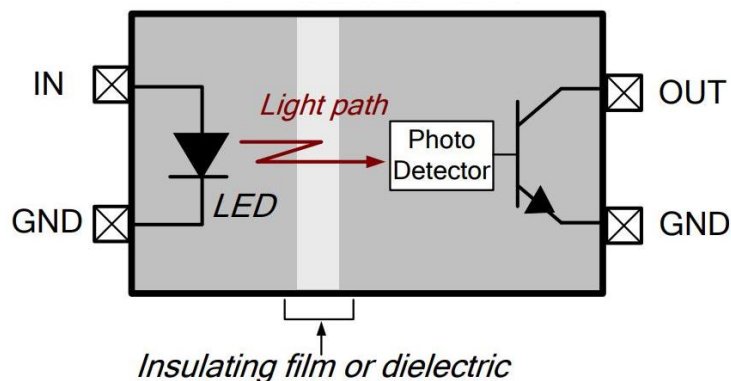 IN
OUT
Light path
Photo
Detector
LED
GND
GND
Insulating film or dielectric